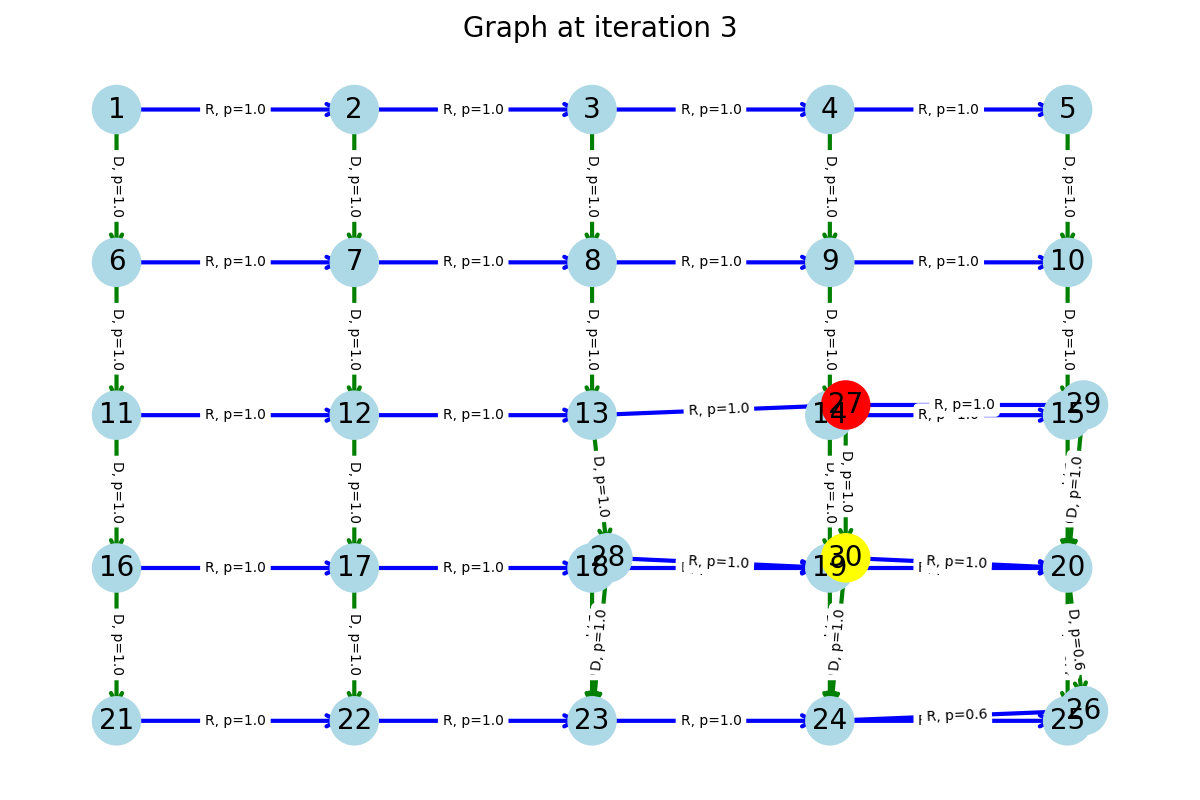 Graph at iteration 3
1 R, p=1.0 2 R, p=1.0 3 R, p=1.0 4 R, p=1.0 5
D, p=1.0 D, p=1.0 D, p=1.0 D, p=1.0 D, p=1.0
6 R, p=1.0 7 R, p=1.0 8 R, p=1.0 9 R, p=1.0 10
D, p=1.0 D, p=1.0 D, p=1.0 D, p=1.0 D, p=1.0
11 R, p=1.0 12 R, p=1.0 13 R, p=1.0 14 27 R, p=1.0 15 29
D, p=1.0 D, p=1.0 D, p=1.0 D, p=1.0 D, p=1.0 D, p=1.0
16 R, p=1.0 17 R, p=1.0 18 28 R, p=1.0 19 30 R, p=1.0 20
D, p=1.0 D, p=1.0 D, p=1.0 D, p=1.0 D, p=0.6
21 R, p=1.0 22 R, p=1.0 23 R, p=1.0 24 R, p=0.6 25 26